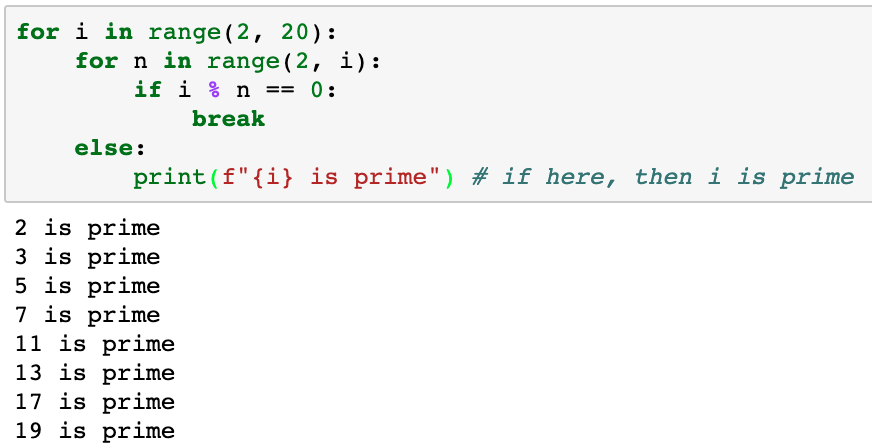 for i in range(2, 20):
    for n in range(2, i):
        if i % n == 0:
            break
    else:
        print(f"{i} is prime") # if here, then i is prime
2 is prime
3 is prime
5 is prime
7 is prime
11 is prime
13 is prime
17 is prime
19 is prime